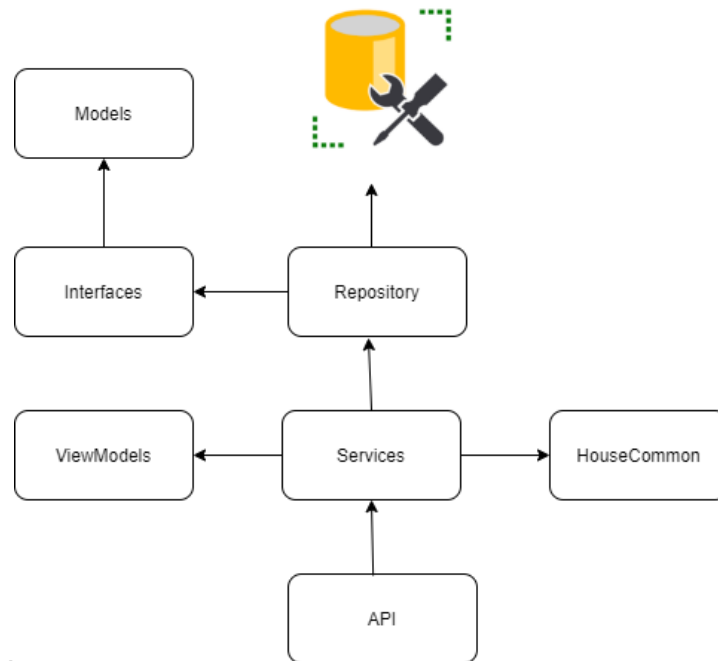 Models
Interfaces
Repository
ViewModels
Services
HouseCommon
API